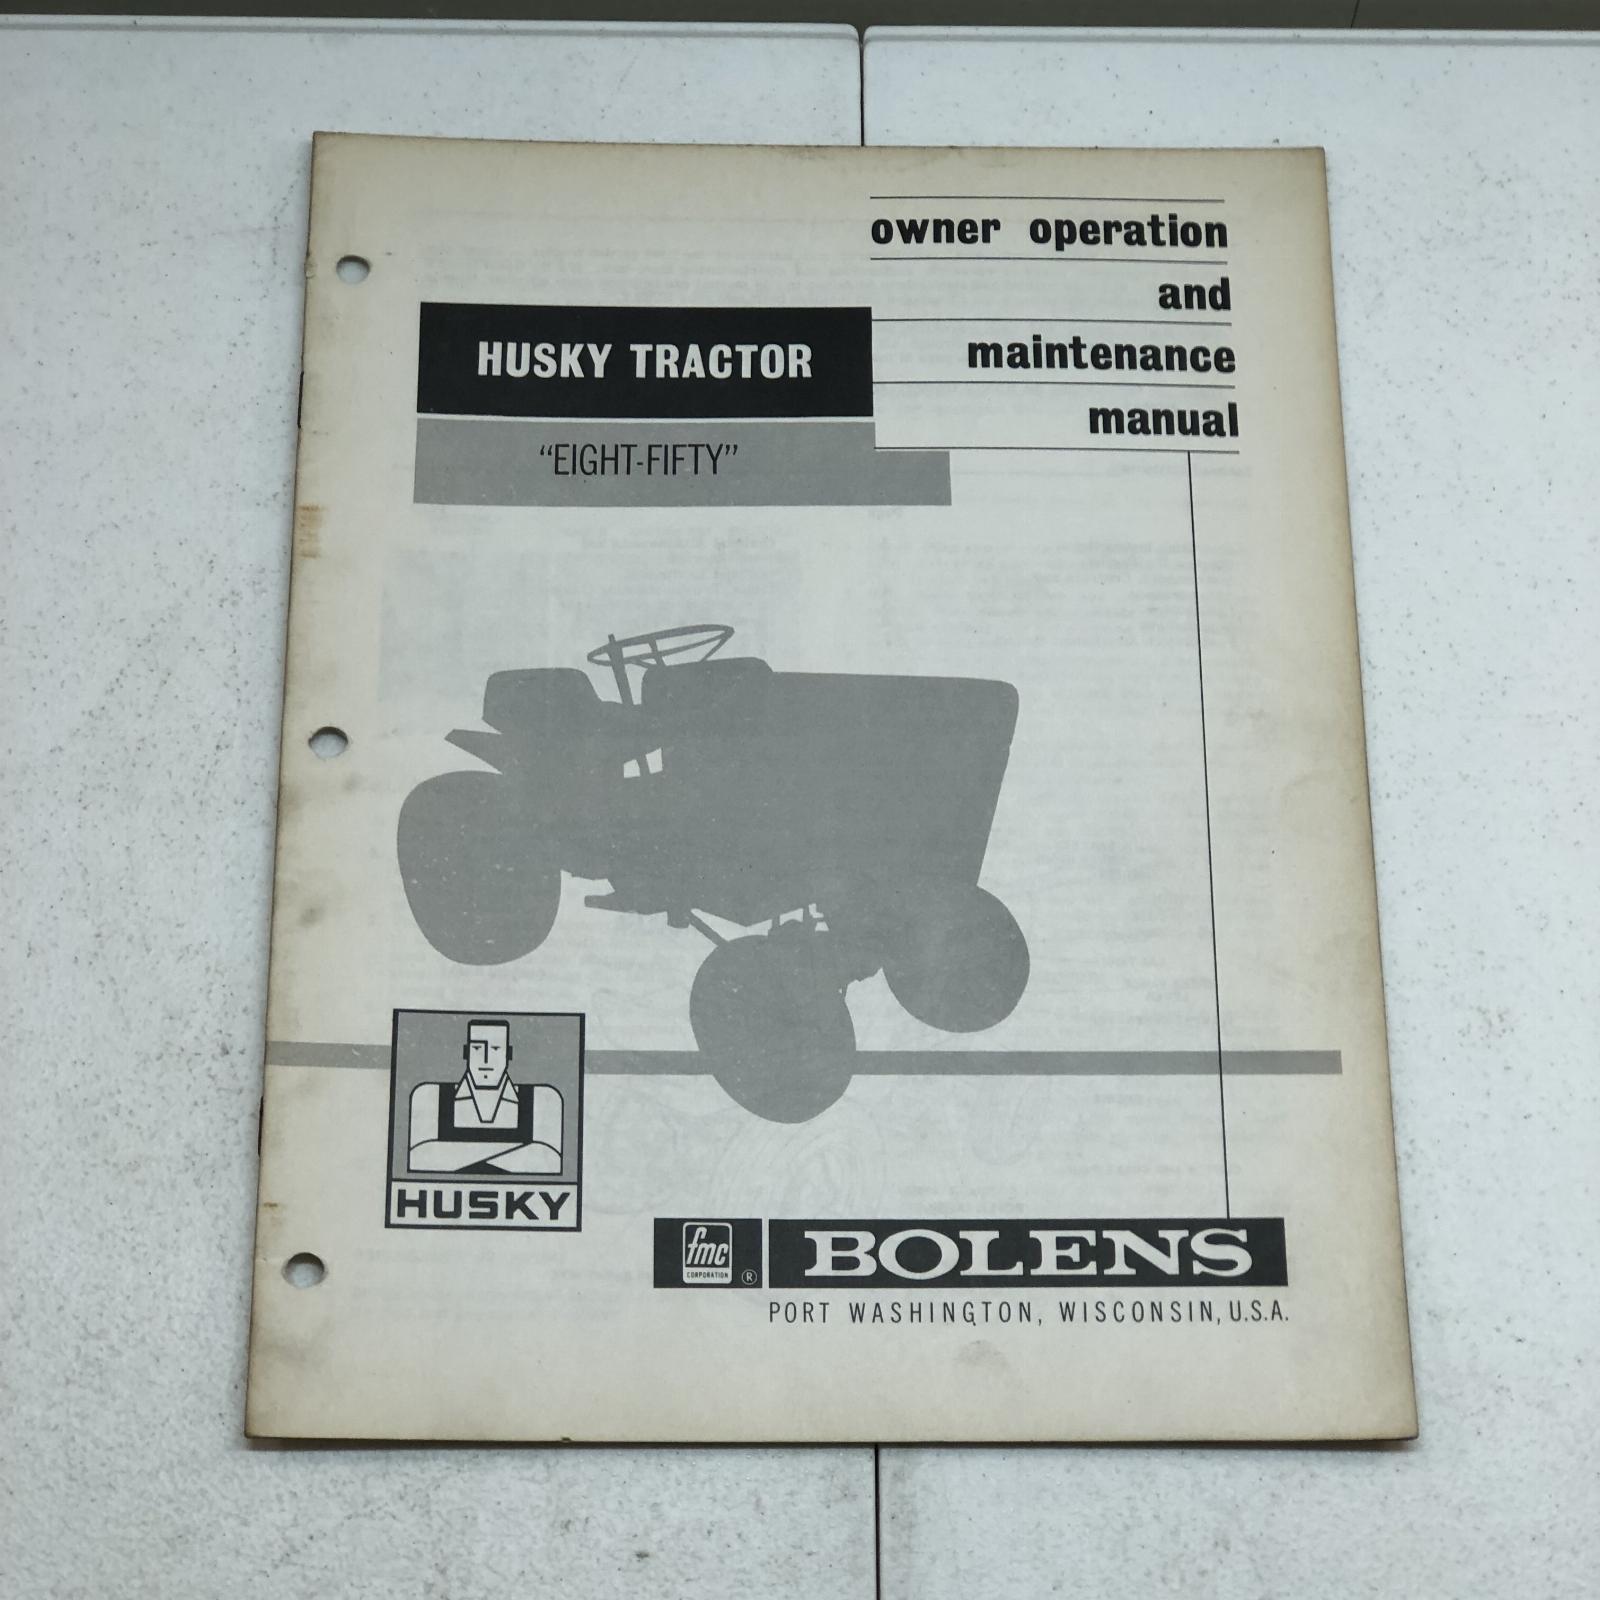 owner operation
and
maintenance
manual
HUSKY TRACTOR
“EIGHT-FIFTY”
HUSKY
fmc
CORPORATION
®
BOLENS
PORT WASHINGTON, WISCONSIN, U.S.A.